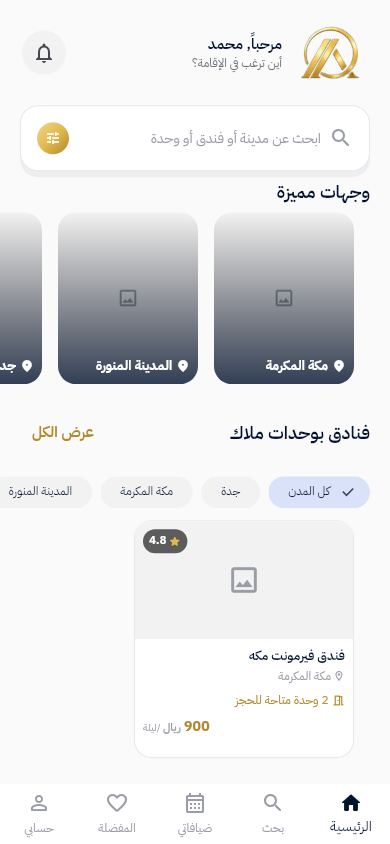 مرحباً, محمد
أين ترغب في الإقامة؟
ابحث عن مدينة أو فندق أو وحدة
وجهات مميزة
مكة المكرمة
المدينة المنورة
جد
فنادق بوحدات ملاك
عرض الكل
كل المدن
جدة
مكة المكرمة
المدينة المنورة
4.8
فندق فيرمونت مكه
مكة المكرمة
2 وحدة متاحة للحجز
900 ريال /ليلة
الرئيسية
بحث
ضيافاتي
المفضلة
حسابي